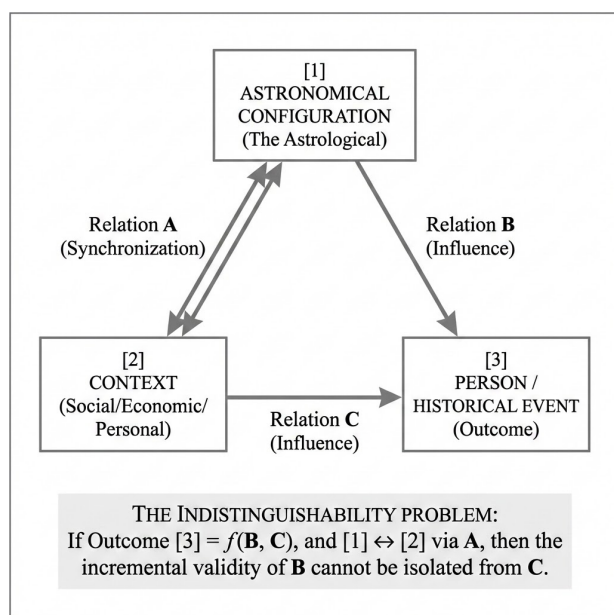 [1]
ASTRONOMICAL
CONFIGURATION
(The Astrological)
Relation A
(Synchronization)
Relation B
(Influence)
[2]
CONTEXT
(Social/Economic/
Personal)
Relation C
(Influence)
[3]
PERSON /
HISTORICAL EVENT
(Outcome)
THE INDISTINGUISHABILITY PROBLEM:
If Outcome [3] = f(B, C), and [1] ↔ [2] via A, then the
incremental validity of B cannot be isolated from C.